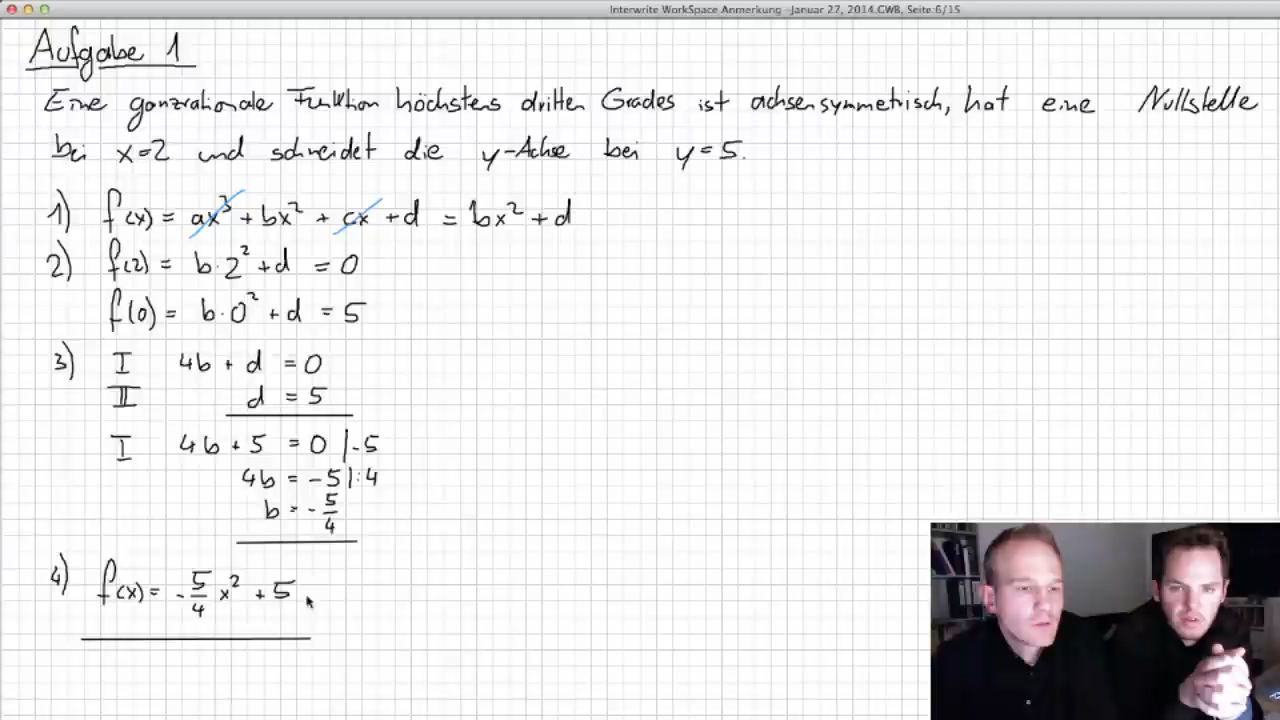 Interwrite WorkSpace Anmerkung -Januar 27, 2014.GWB, Seite:6/15
Aufgabe 1
Eine ganzrationale Funktion höchstens dritten Grades ist achsensymmetrisch, hat eine Nullstelle
bei x=2 und schneidet die y-Achse bei y=5.
1) f(x) = ax³ + bx² + cx + d = bx² + d
2) f(2) = b·2² + d = 0
f(0) = b·0² + d = 5
3) I 4b + d = 0
II d = 5
I 4b + 5 = 0 |-5
4b = -5 |:4
b = -5/4
4) f(x) = -5/4 x² + 5